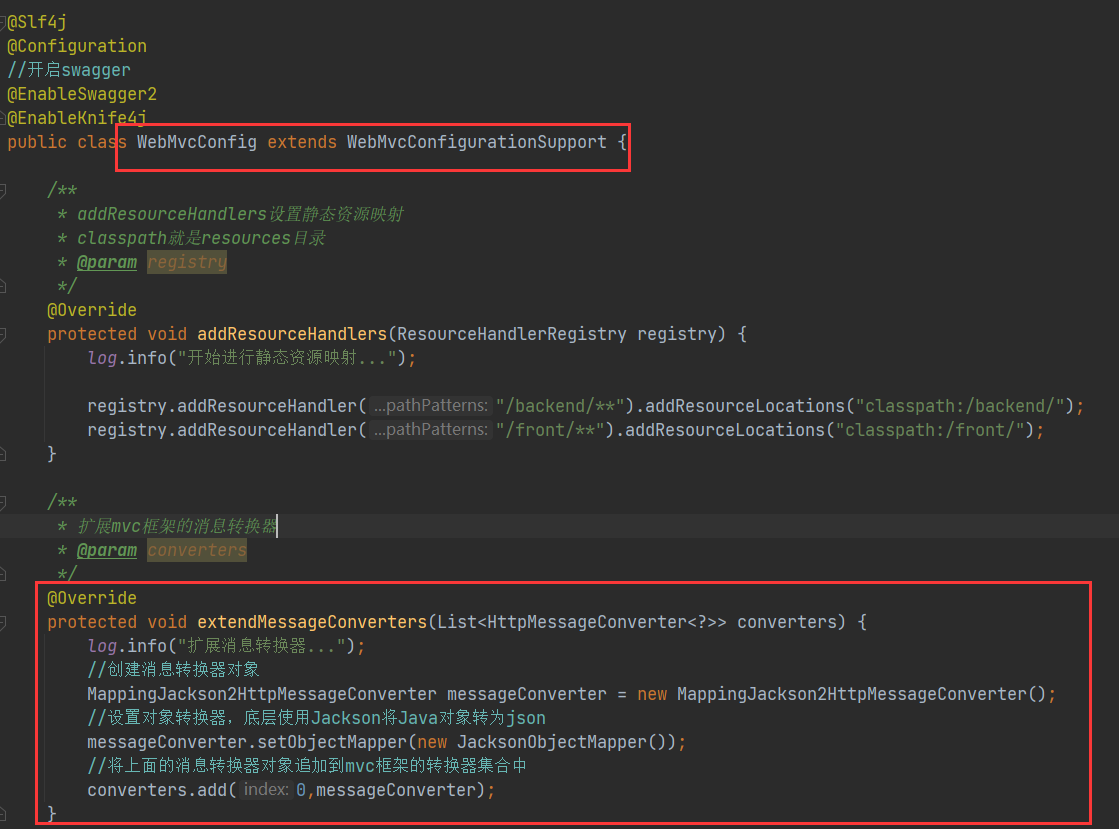 @Slf4j
@Configuration
//开启swagger
@EnableSwagger2
@EnableKnife4j
public class WebMvcConfig extends WebMvcConfigurationSupport {
/**
* addResourceHandlers设置静态资源映射
* classpath就是resources目录
* @param registry
*/
@Override
protected void addResourceHandlers(ResourceHandlerRegistry registry) {
log.info("开始进行静态资源映射...");
registry.addResourceHandler( ...pathPatterns: "/backend/**").addResourceLocations("classpath:/backend/");
registry.addResourceHandler( ...pathPatterns: "/front/**").addResourceLocations("classpath:/front/");
}
/**
* 扩展mvc框架的消息转换器
* @param converters
*/
@Override
protected void extendMessageConverters(List<HttpMessageConverter<?>> converters) {
log.info("扩展消息转换器...");
//创建消息转换器对象
MappingJackson2HttpMessageConverter messageConverter = new MappingJackson2HttpMessageConverter();
//设置对象转换器，底层使用Jackson将Java对象转为json
messageConverter.setObjectMapper(new JacksonObjectMapper());
//将上面的消息转换器对象追加到mvc框架的转换器集合中
converters.add( index: 0,messageConverter);
}